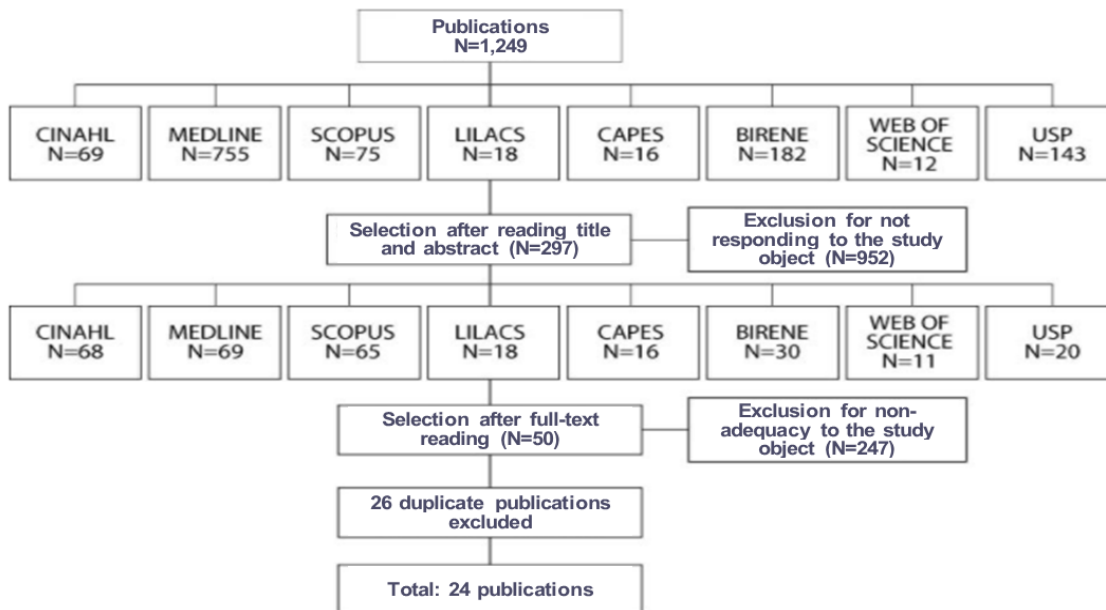 Publications
N=1,249
CINAHL
N=69
MEDLINE
N=755
SCOPUS
N=75
LILACS
N=18
CAPES
N=16
BIRENE
N=182
WEB OF
SCIENCE
N=12
USP
N=143
Selection after reading title
and abstract (N=297)
Exclusion for not
responding to the study
object (N=952)
CINAHL
N=68
MEDLINE
N=69
SCOPUS
N=65
LILACS
N=18
CAPES
N=16
BIRENE
N=30
WEB OF
SCIENCE
N=11
USP
N=20
Selection after full-text
reading (N=50)
Exclusion for non-
adequacy to the study
object (N=247)
26 duplicate publications
excluded
Total: 24 publications